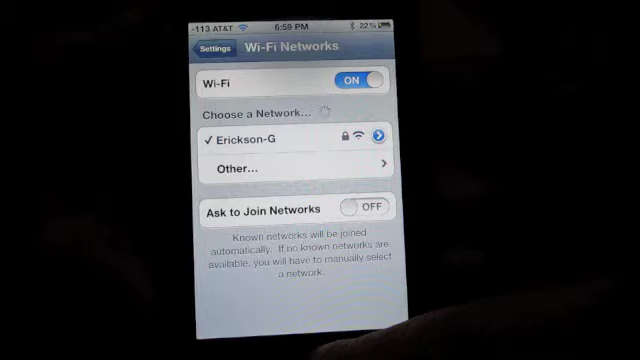 -113 AT&T 6:59 PM 22%
Settings Wi-Fi Networks
Wi-Fi ON
Choose a Network...
✓ Erickson-G
Other...
Ask to Join Networks OFF
Known networks will be joined
automatically. If no known networks are
available, you will have to manually select
a network.